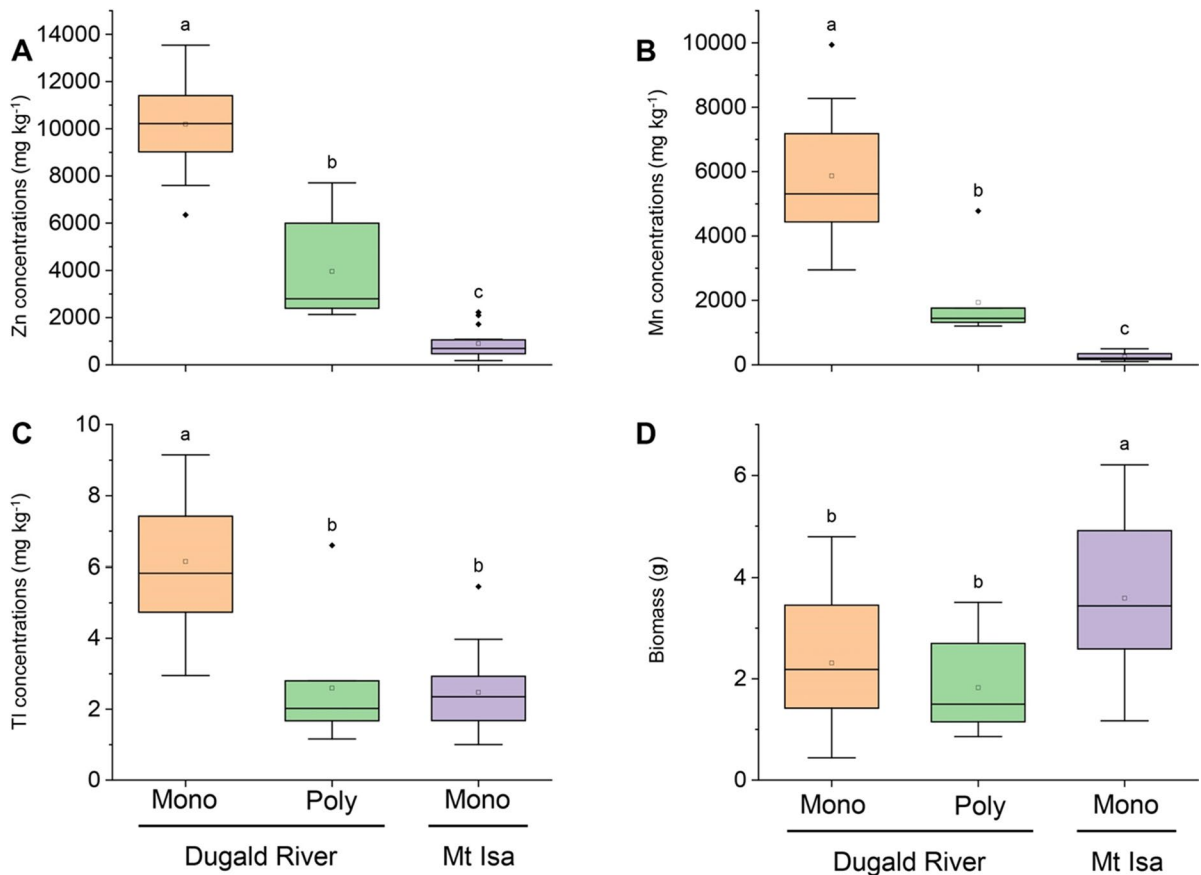 A
Zn concentrations (mg kg⁻¹)
14000
12000
10000
8000
6000
4000
2000
0
a
b
c
B
Mn concentrations (mg kg⁻¹)
10000
8000
6000
4000
2000
0
a
b
c
C
Tl concentrations (mg kg⁻¹)
10
8
6
4
2
0
a
b
b
Mono Poly Mono
Dugald River Mt Isa
D
Biomass (g)
6
4
2
0
b
b
a
Mono Poly Mono
Dugald River Mt Isa